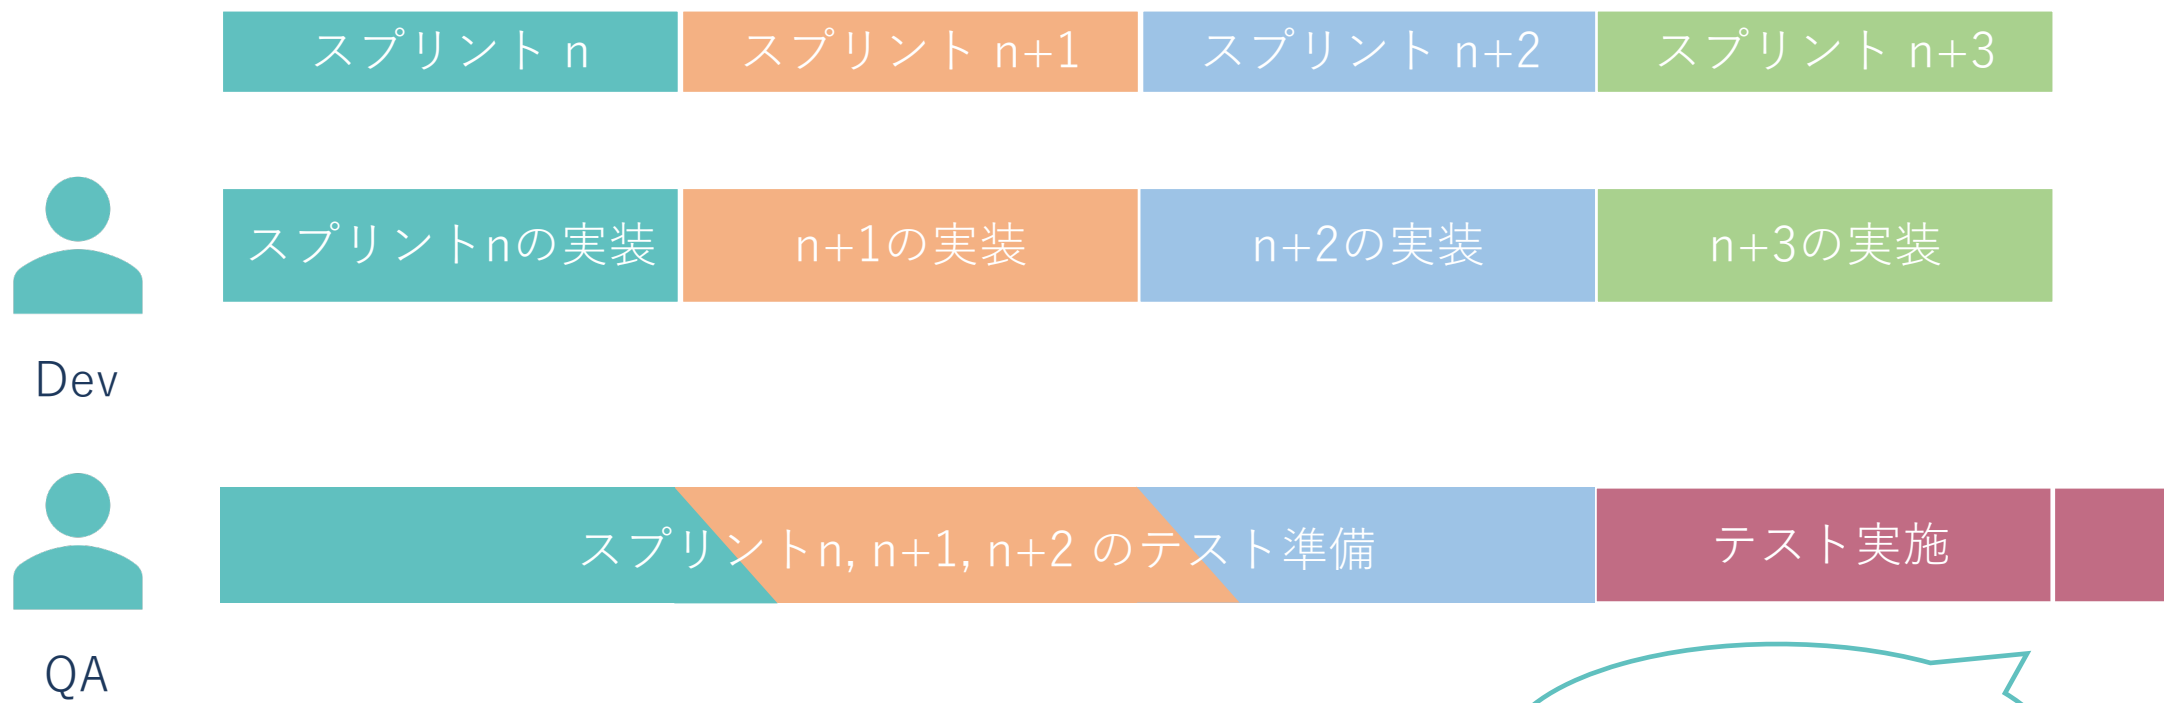 スプリント n
スプリント n+1
スプリント n+2
スプリント n+3
スプリントnの実装
n+1の実装
n+2の実装
n+3の実装
Dev
スプリントn, n+1, n+2 のテスト準備
テスト実施
QA